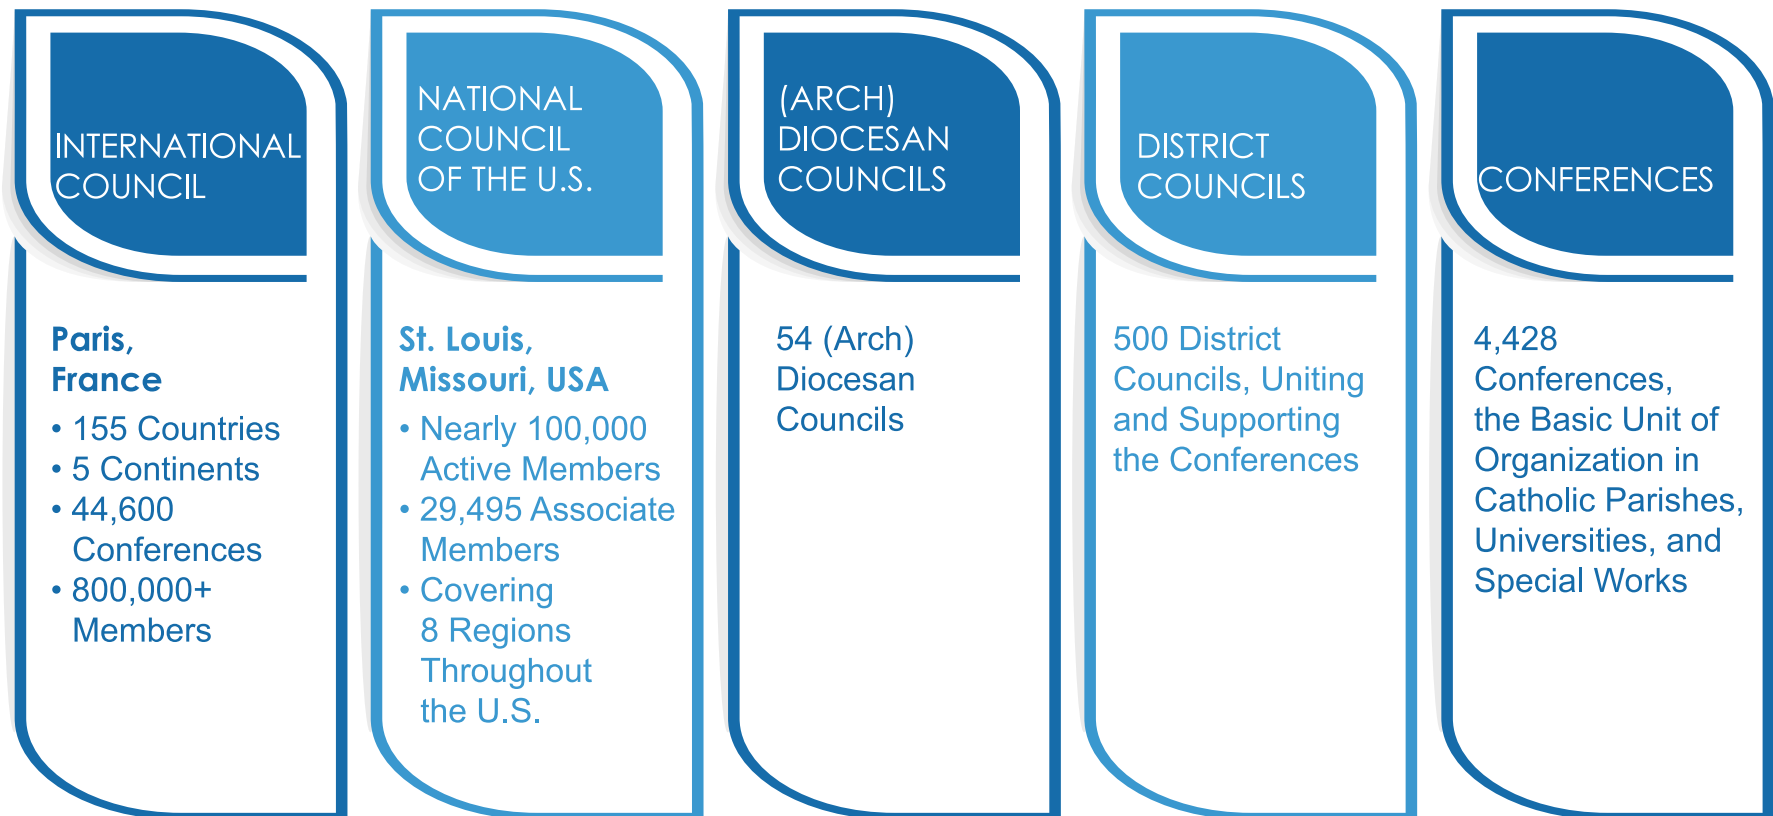 INTERNATIONAL
COUNCIL
Paris,
France
• 155 Countries
• 5 Continents
• 44,600
Conferences
• 800,000+
Members
NATIONAL
COUNCIL
OF THE U.S.
St. Louis,
Missouri, USA
• Nearly 100,000
Active Members
• 29,495 Associate
Members
• Covering
8 Regions
Throughout
the U.S.
(ARCH)
DIOCESAN
COUNCILS
54 (Arch)
Diocesan
Councils
DISTRICT
COUNCILS
500 District
Councils, Uniting
and Supporting
the Conferences
CONFERENCES
4,428
Conferences,
the Basic Unit of
Organization in
Catholic Parishes,
Universities, and
Special Works